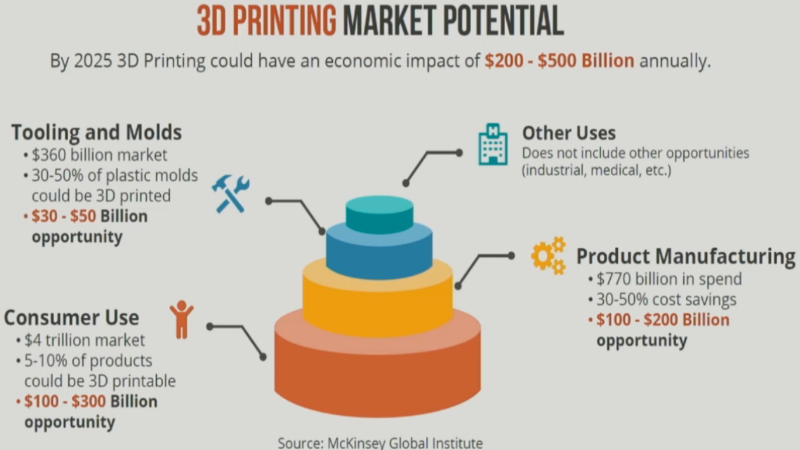 3D PRINTING MARKET POTENTIAL
By 2025 3D Printing could have an economic impact of $200 - $500 Billion annually.
Tooling and Molds
• $360 billion market
• 30-50% of plastic molds
could be 3D printed
• $30 - $50 Billion
opportunity
H
Other Uses
Does not include other opportunities
(industrial, medical, etc.)
Product Manufacturing
• $770 billion in spend
• 30-50% cost savings
• $100 - $200 Billion
opportunity
Consumer Use
• $4 trillion market
• 5-10% of products
could be 3D printable
• $100 - $300 Billion
opportunity
Source: McKinsey Global Institute